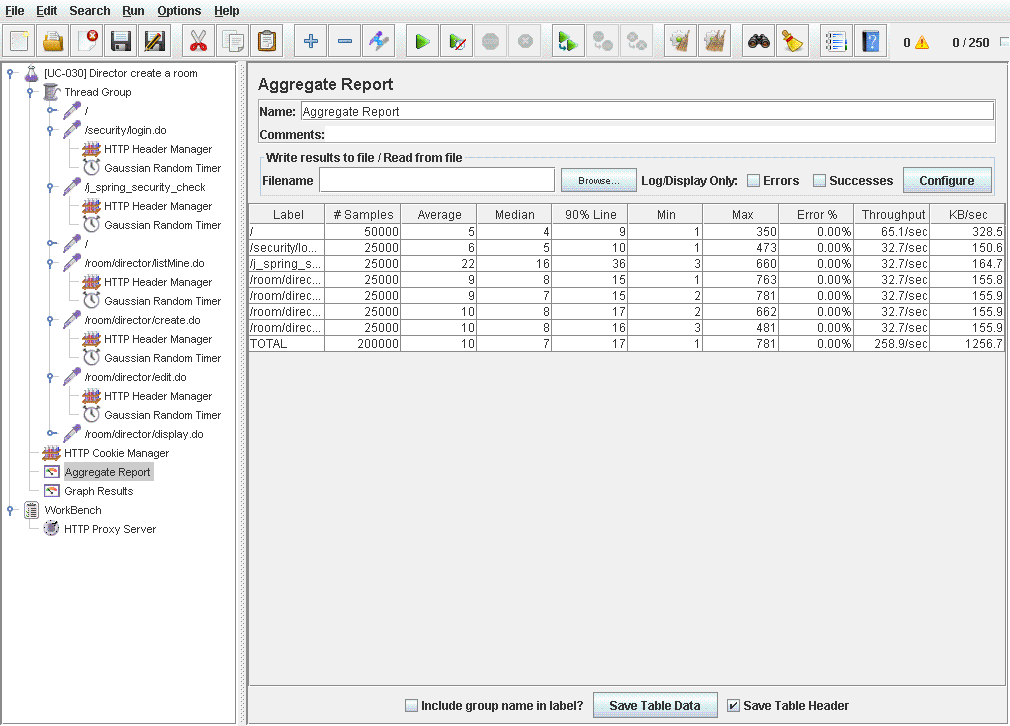 File Edit Search Run Options Help
0 0 / 250
[UC-030] Director create a room
Thread Group
/
/security/login.do
HTTP Header Manager
Gaussian Random Timer
/j_spring_security_check
HTTP Header Manager
Gaussian Random Timer
/
/room/director/listMine.do
HTTP Header Manager
Gaussian Random Timer
/room/director/create.do
HTTP Header Manager
Gaussian Random Timer
/room/director/edit.do
HTTP Header Manager
Gaussian Random Timer
/room/director/display.do
HTTP Cookie Manager
Aggregate Report
Graph Results
WorkBench
HTTP Proxy Server
Aggregate Report
Name: Aggregate Report
Comments:
Write results to file / Read from file
Filename Browse... Log/Display Only: Errors Successes Configure
Label # Samples Average Median 90% Line Min Max Error % Throughput KB/sec
/ 50000 5 4 9 1 350 0.00% 65.1/sec 328.5
/security/lo... 25000 6 5 10 1 473 0.00% 32.7/sec 150.6
/j_spring_s... 25000 22 16 36 3 660 0.00% 32.7/sec 164.7
/room/direc... 25000 9 8 15 1 763 0.00% 32.7/sec 155.8
/room/direc... 25000 9 7 15 2 781 0.00% 32.7/sec 155.9
/room/direc... 25000 10 8 17 2 662 0.00% 32.7/sec 155.9
/room/direc... 25000 10 8 16 3 481 0.00% 32.7/sec 155.9
TOTAL 200000 10 7 17 1 781 0.00% 258.9/sec 1256.7
Include group name in label? Save Table Data Save Table Header